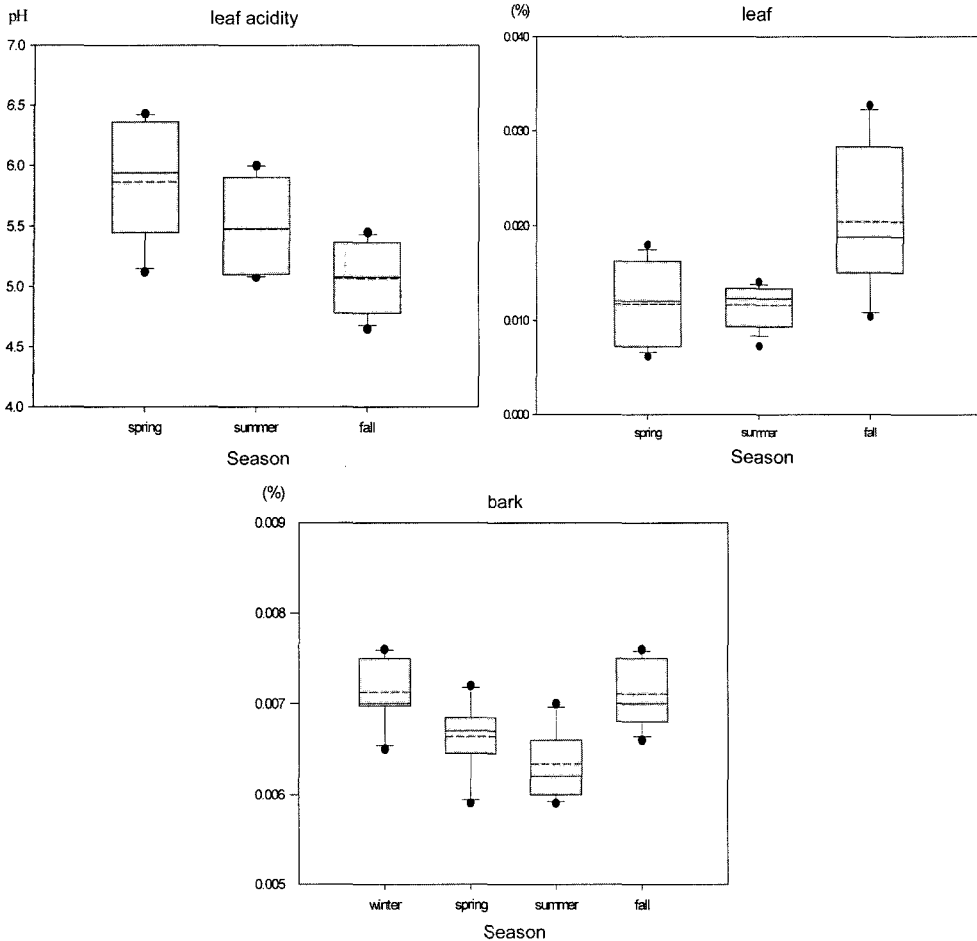 pH
leaf acidity
7.0
6.5
6.0
5.5
5.0
4.5
4.0
spring summer fall
Season
(%)
leaf
0.040
0.030
0.020
0.010
0.000
spring summer fall
Season
(%)
bark
0.009
0.008
0.007
0.006
0.005
winter spring summer fall
Season